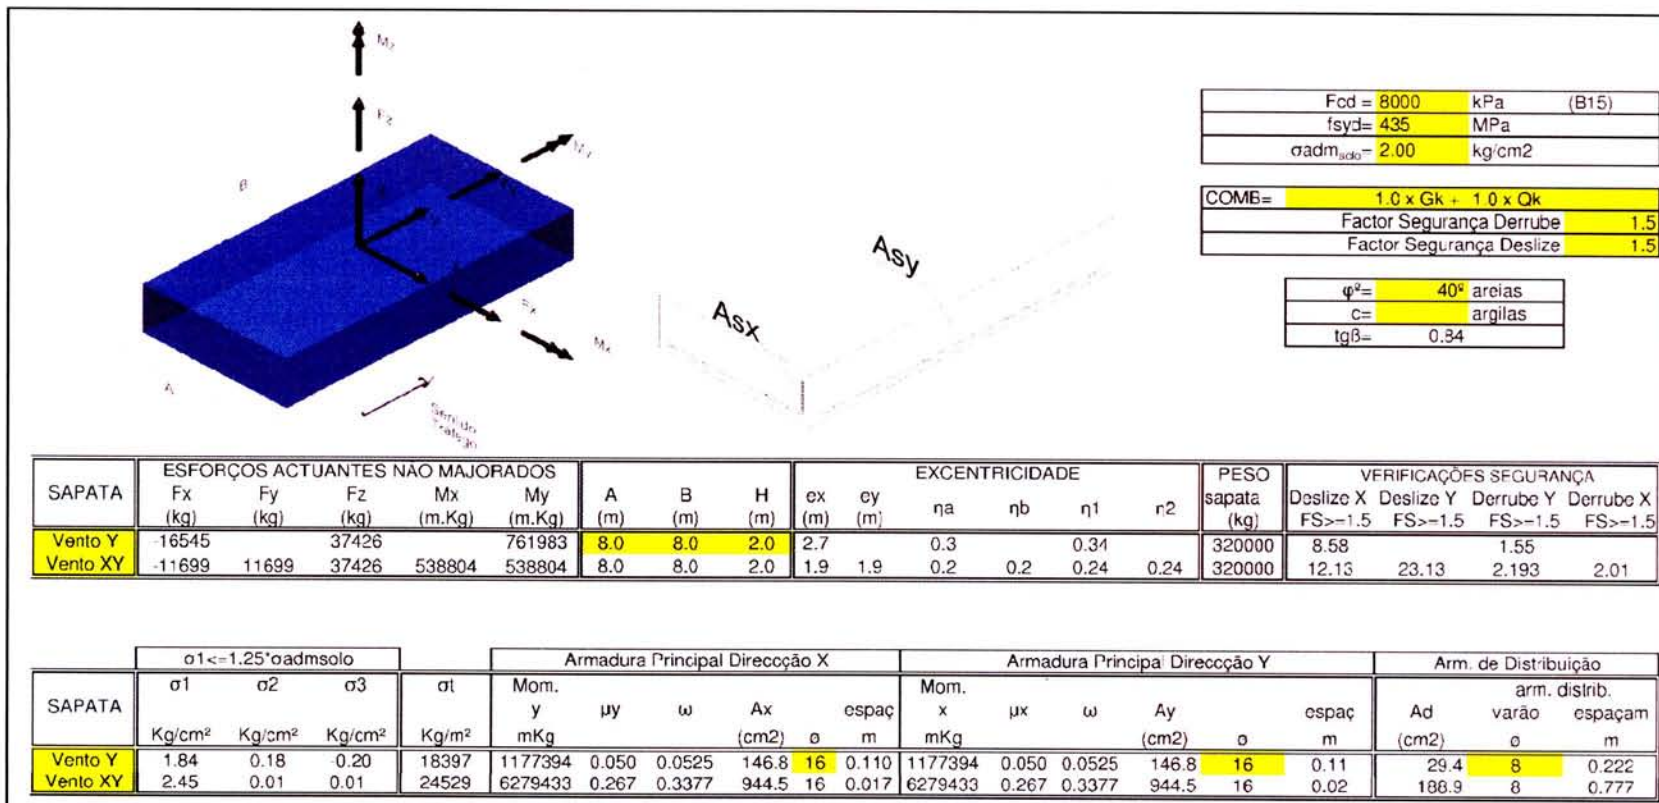 Mz
Fz
My
B
Fx
Mx
A
Sentido
Trafego
Asx
Asy
Fcd = 8000 kPa (B15)
fsyd= 435 MPa
σadmsolo= 2.00 kg/cm2
COMB= 1.0 x Gk + 1.0 x Qk
Factor Segurança Derrube 1.5
Factor Segurança Deslize 1.5
φº= 40º areias
c= argilas
tgß= 0.84
ESFORÇOS ACTUANTES NÃO MAJORADOS EXCENTRICIDADE PESO VERIFICAÇÕES SEGURANÇA
SAPATA Fx Fy Fz Mx My A B H ex ey ηa ηb η1 η2 sapata Deslize X Deslize Y Derrube Y Derrube X
(kg) (kg) (kg) (m.Kg) (m.Kg) (m) (m) (m) (m) (m) (kg) FS>=1.5 FS>=1.5 FS>=1.5 FS>=1.5
Vento Y -16545 37426 761983 8.0 8.0 2.0 2.7 0.3 0.34 320000 8.58 1.55
Vento XY -11699 11699 37426 538804 538804 8.0 8.0 2.0 1.9 1.9 0.2 0.2 0.24 0.24 320000 12.13 23.13 2.193 2.01
σ1<=1.25*σadmsolo Armadura Principal Direcção X Armadura Principal Direcção Y Arm. de Distribuição
SAPATA σ1 σ2 σ3 σt Mom. Mom. arm. distrib.
y μy ω Ax espaç x μx ω Ay espaç Ad varão espaçam
Kg/cm² Kg/cm² Kg/cm² Kg/m² mKg (cm2) ø m mKg (cm2) ø m (cm2) ø m
Vento Y 1.84 0.18 -0.20 18397 1177394 0.050 0.0525 146.8 16 0.110 1177394 0.050 0.0525 146.8 16 0.11 29.4 8 0.222
Vento XY 2.45 0.01 0.01 24529 6279433 0.267 0.3377 944.5 16 0.017 6279433 0.267 0.3377 944.5 16 0.02 188.9 8 0.777